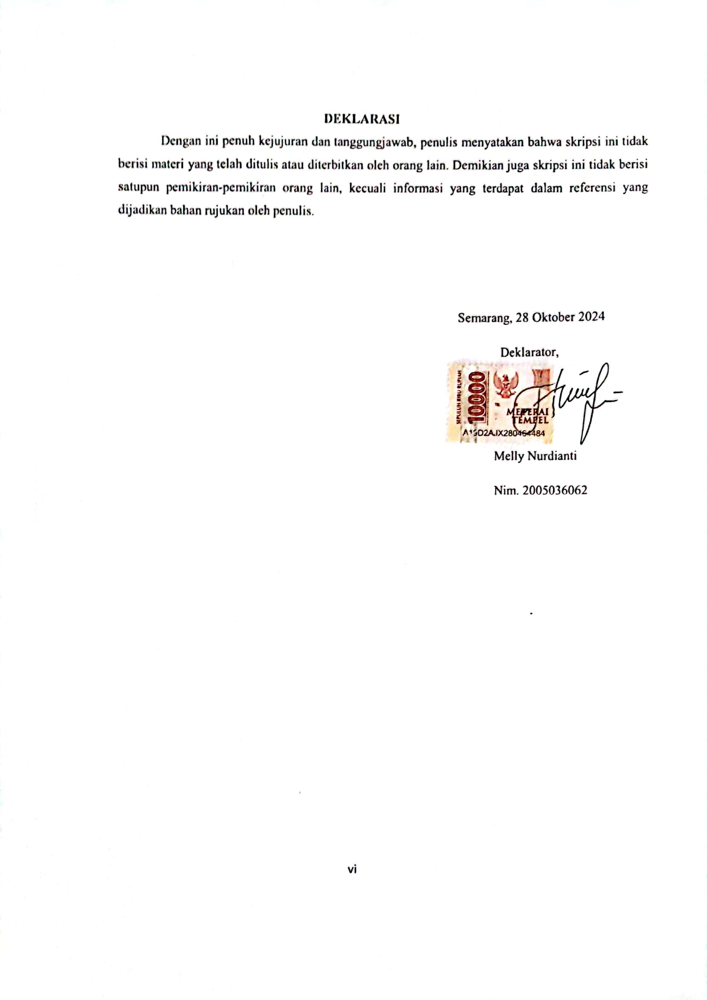 DEKLARASI
Dengan ini penuh kejujuran dan tanggungjawab, penulis menyatakan bahwa skripsi ini tidak
berisi materi yang telah ditulis atau diterbitkan oleh orang lain. Demikian juga skripsi ini tidak berisi
satupun pemikiran-pemikiran orang lain, kecuali informasi yang terdapat dalam referensi yang
dijadikan bahan rujukan oleh penulis.
Semarang, 28 Oktober 2024
Deklarator,
SEPULUH RIBU RUPIAH
10000
METERAI
TEMPEL
Melly Nurdianti
Nim. 2005036062
vi